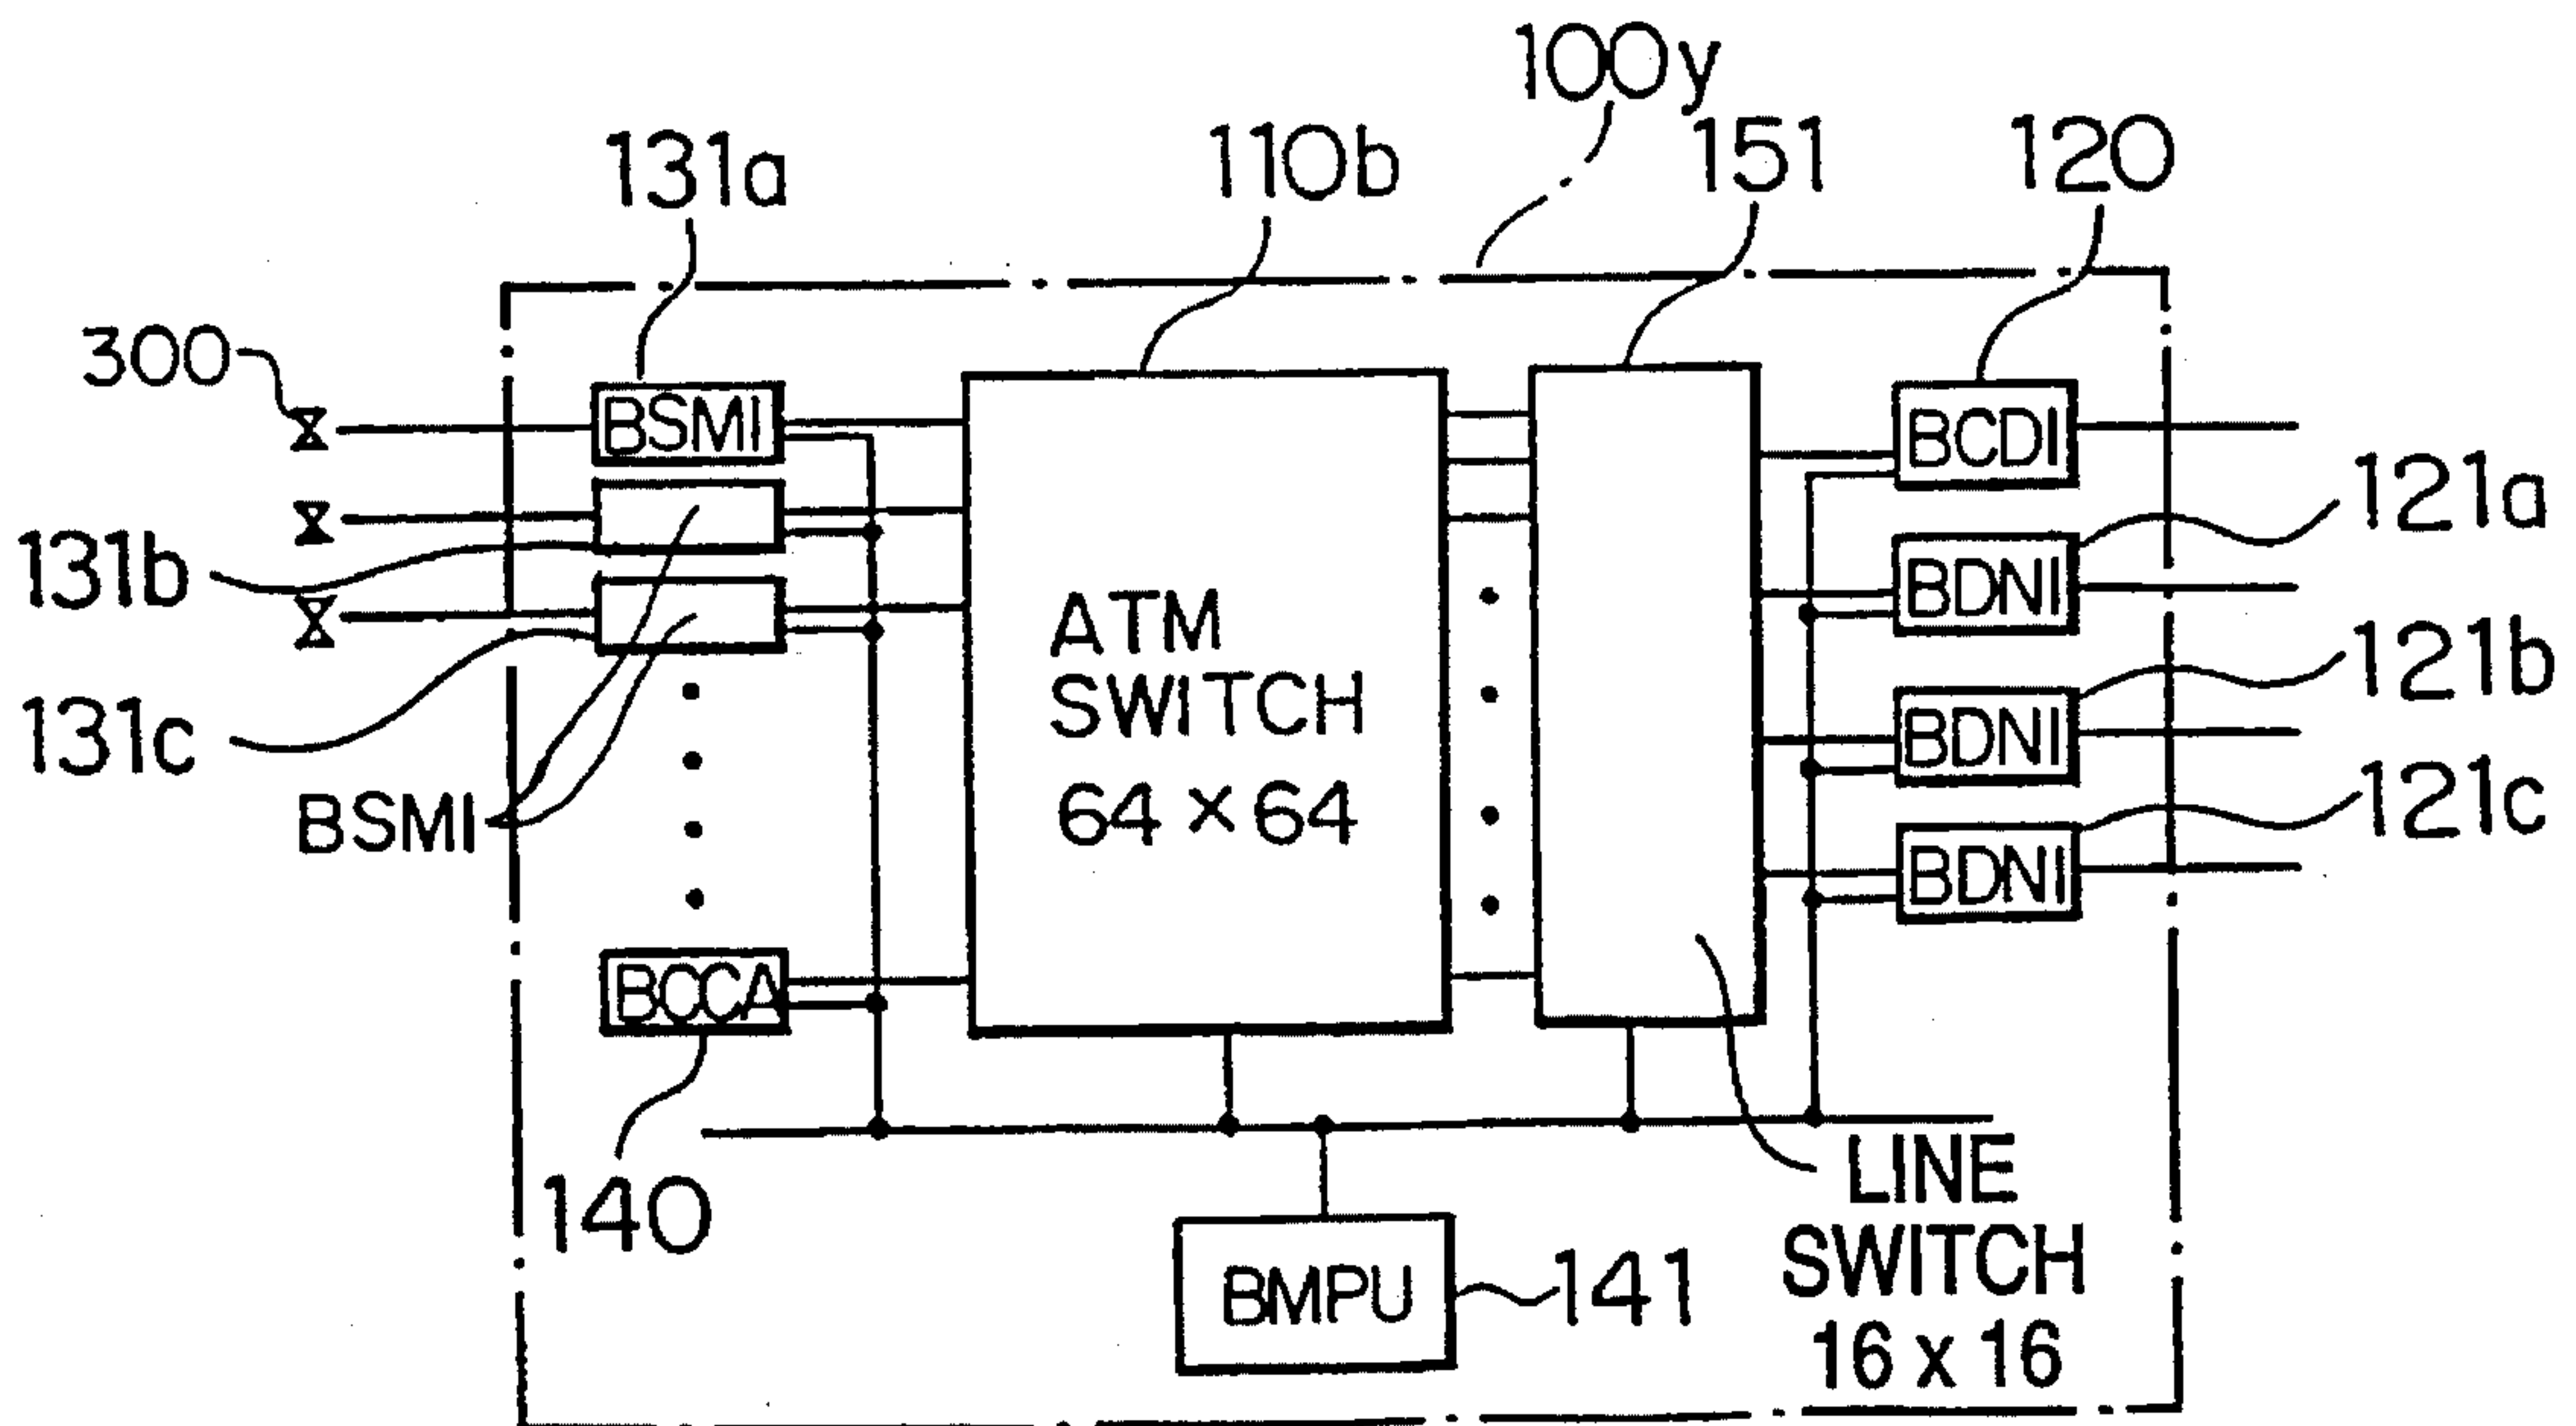 100y
131a
110b
151
120
300
BSMI
BCDI
121a
131b
BDNI
ATM
SWITCH
64 × 64
121b
131c
BDNI
BSMI
121c
BDNI
BCCA
140
LINE
SWITCH
16 x 16
BMPU
141